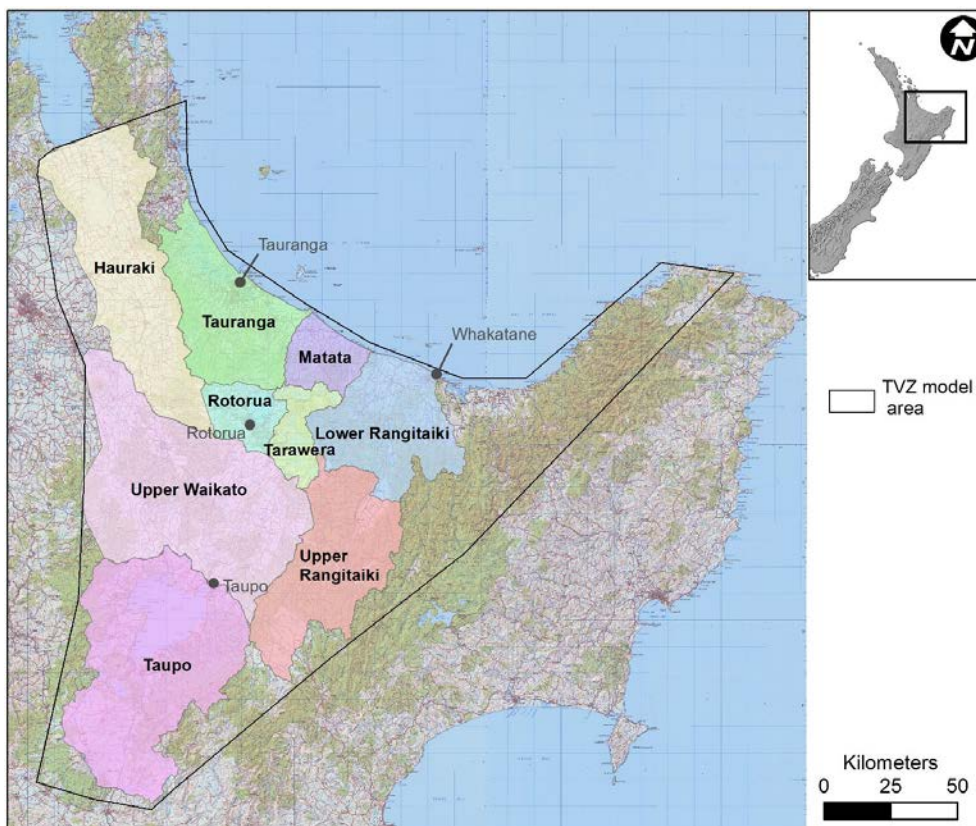 N
Tauranga
Hauraki
Tauranga
Whakatane
Matata
Rotorua
Rotorua
Lower Rangitaiki
Tarawera
Upper Waikato
Upper
Rangitaiki
Taupo
Taupo
TVZ model
area
Kilometers
0 25 50